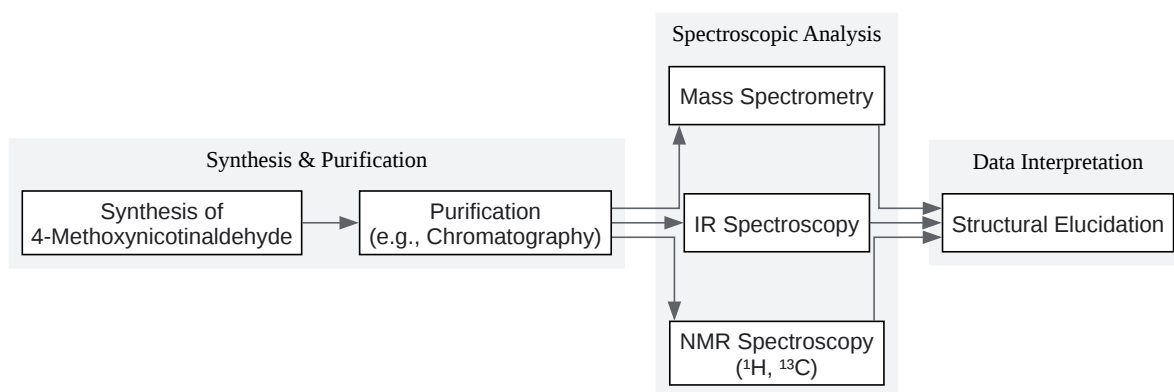 Synthesis & Purification
Synthesis of
4-Methoxynicotinaldehyde
Purification
(e.g., Chromatography)
Spectroscopic Analysis
Mass Spectrometry
IR Spectroscopy
NMR Spectroscopy
(¹H, ¹³C)
Data Interpretation
Structural Elucidation